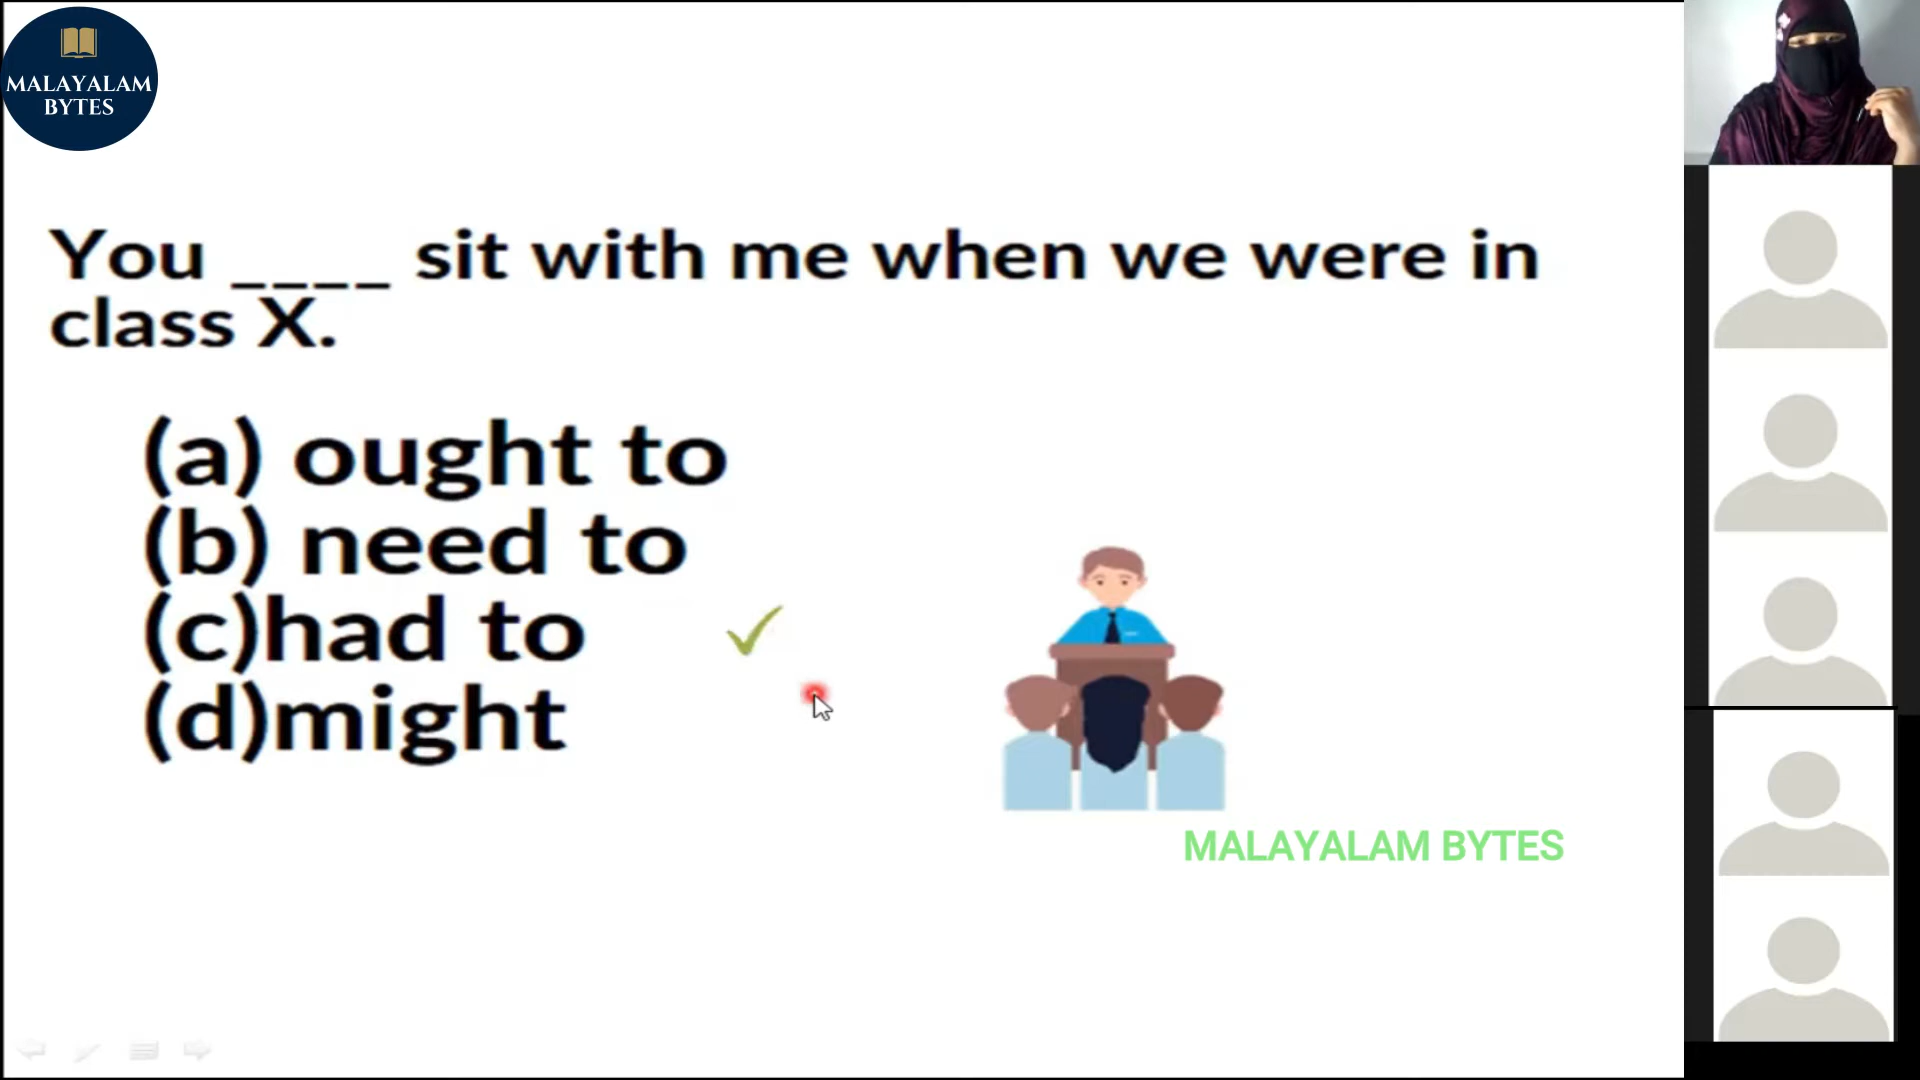 MALAYALAM
BYTES
You ____ sit with me when we were in
class X.
(a) ought to
(b) need to
(c)had to
(d)might
MALAYALAM BYTES